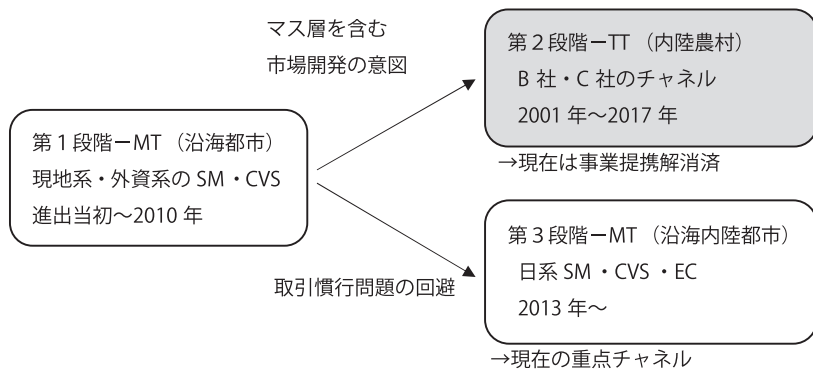 マス層を含む
市場開発の意図
第1段階ーMT（沿海都市）
現地系・外資系のSM・CVS
進出当初～2010年
第2段階ーTT（内陸農村）
B社・C社のチャネル
2001年～2017年
→現在は事業提携解消済
取引慣行問題の回避
第3段階ーMT（沿海内陸都市）
日系SM・CVS・EC
2013年～
→現在の重点チャネル